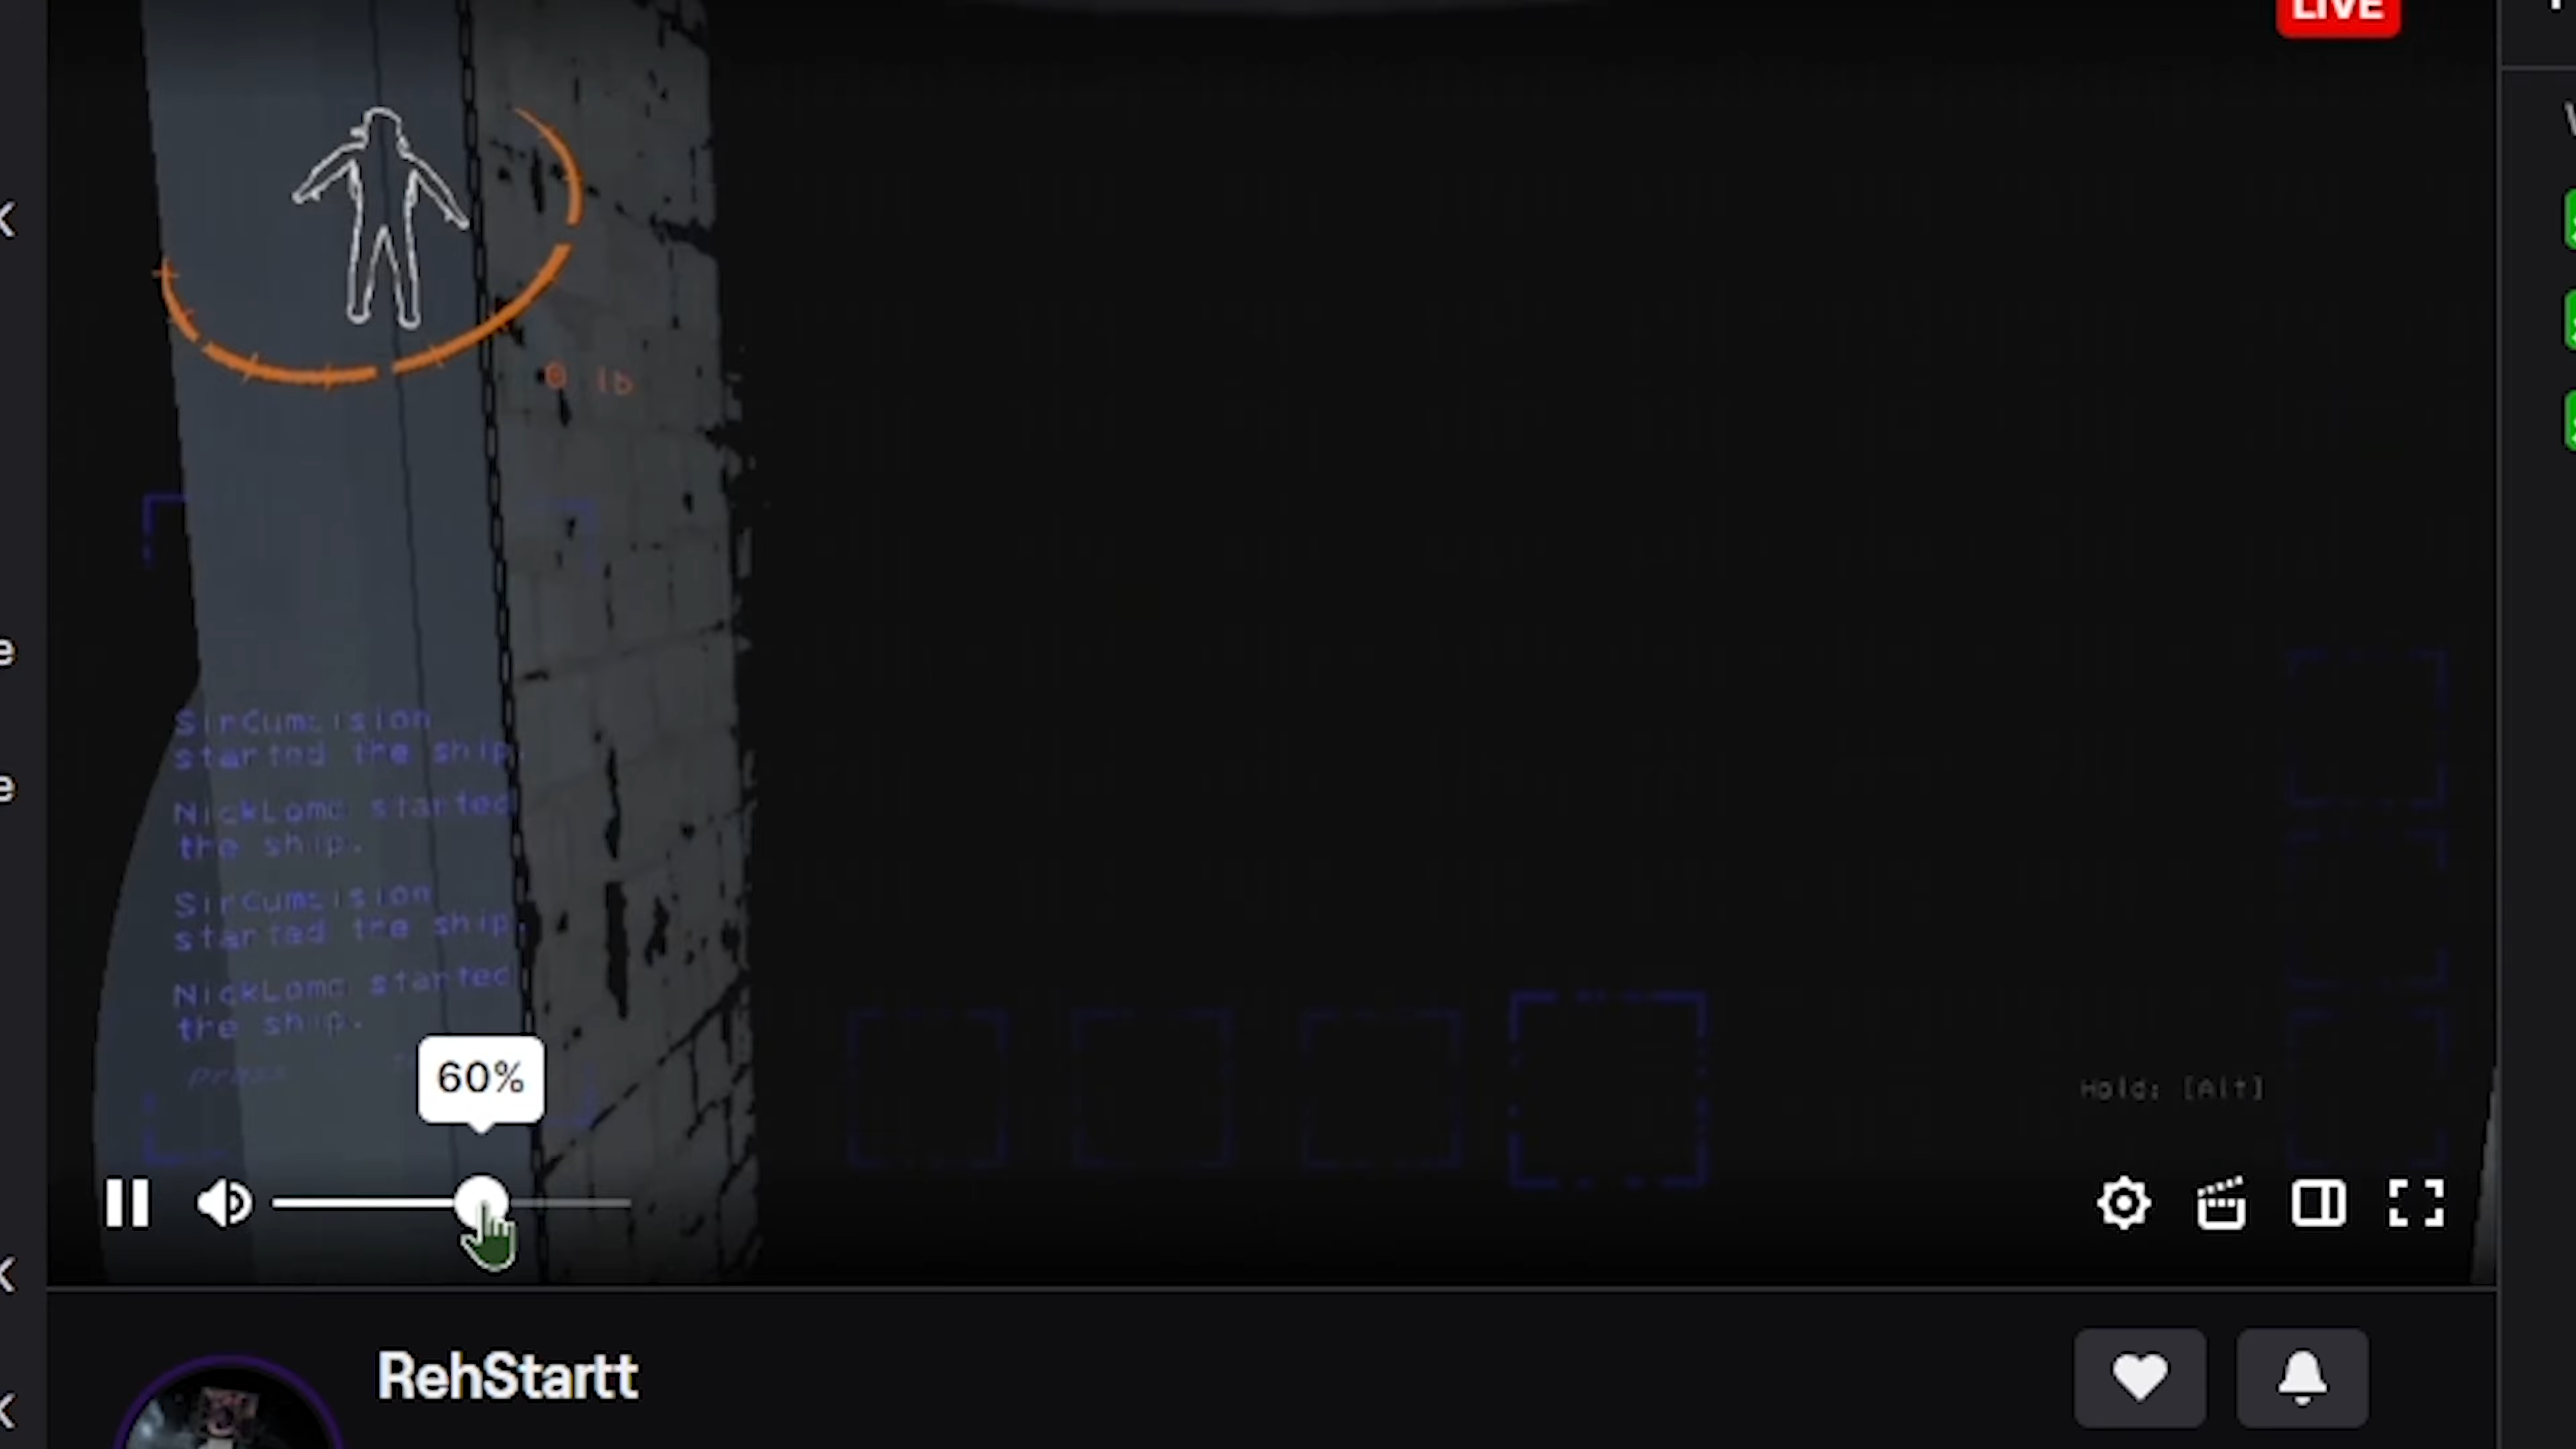 LIVE
0 lb
SirCumcision
started the ship.
NickLomo started
the ship.
SirCumcision
started the ship.
NickLomo started
the ship.
Press
60%
Hold: [Alt]
RehStartt